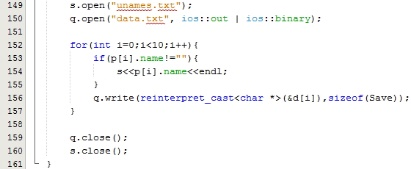 149 s.open("unames.txt");
150 q.open("data.txt", ios::out | ios::binary);
151
152 for(int i=0;i<10;i++){
153 if(p[i].name!=""){
154 s<<p[i].name<<endl;
155 }
156 q.write(reinterpret_cast<char *>(&d[i]),sizeof(Save));
157 }
158
159 q.close();
160 s.close();
161 }